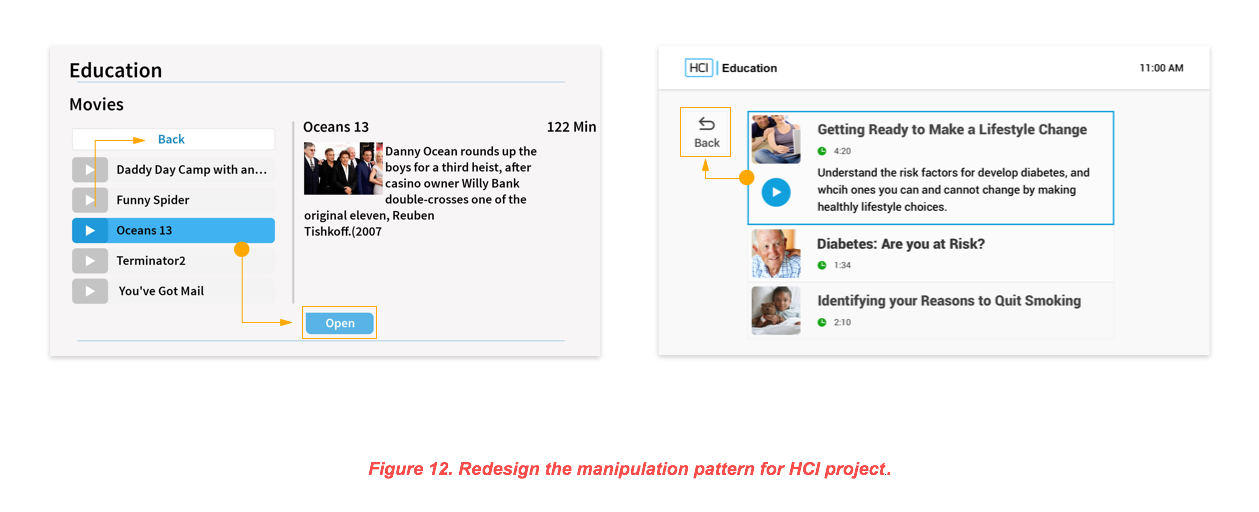 Education
Movies
Back
Daddy Day Camp with an...
Funny Spider
Oceans 13
Terminator2
You've Got Mail
Oceans 13 122 Min
Danny Ocean rounds up the
boys for a third heist, after
casino owner Willy Bank
double-crosses one of the
original eleven, Reuben
Tishkoff.(2007
Open
HCI Education 11:00 AM
Back
Getting Ready to Make a Lifestyle Change
4:20
Understand the risk factors for develop diabetes, and
whcih ones you can and cannot change by making
healthly lifestyle choices.
Diabetes: Are you at Risk?
1:34
Identifying your Reasons to Quit Smoking
2:10
Figure 12. Redesign the manipulation pattern for HCI project.